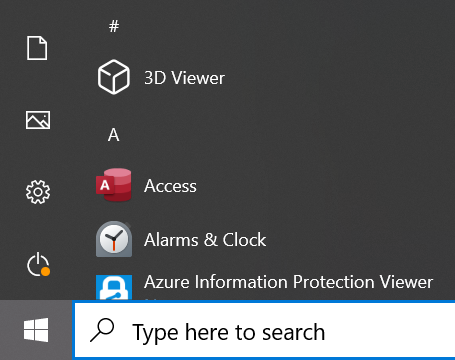 #
3D Viewer
A
Access
Alarms & Clock
Azure Information Protection Viewer
Type here to search